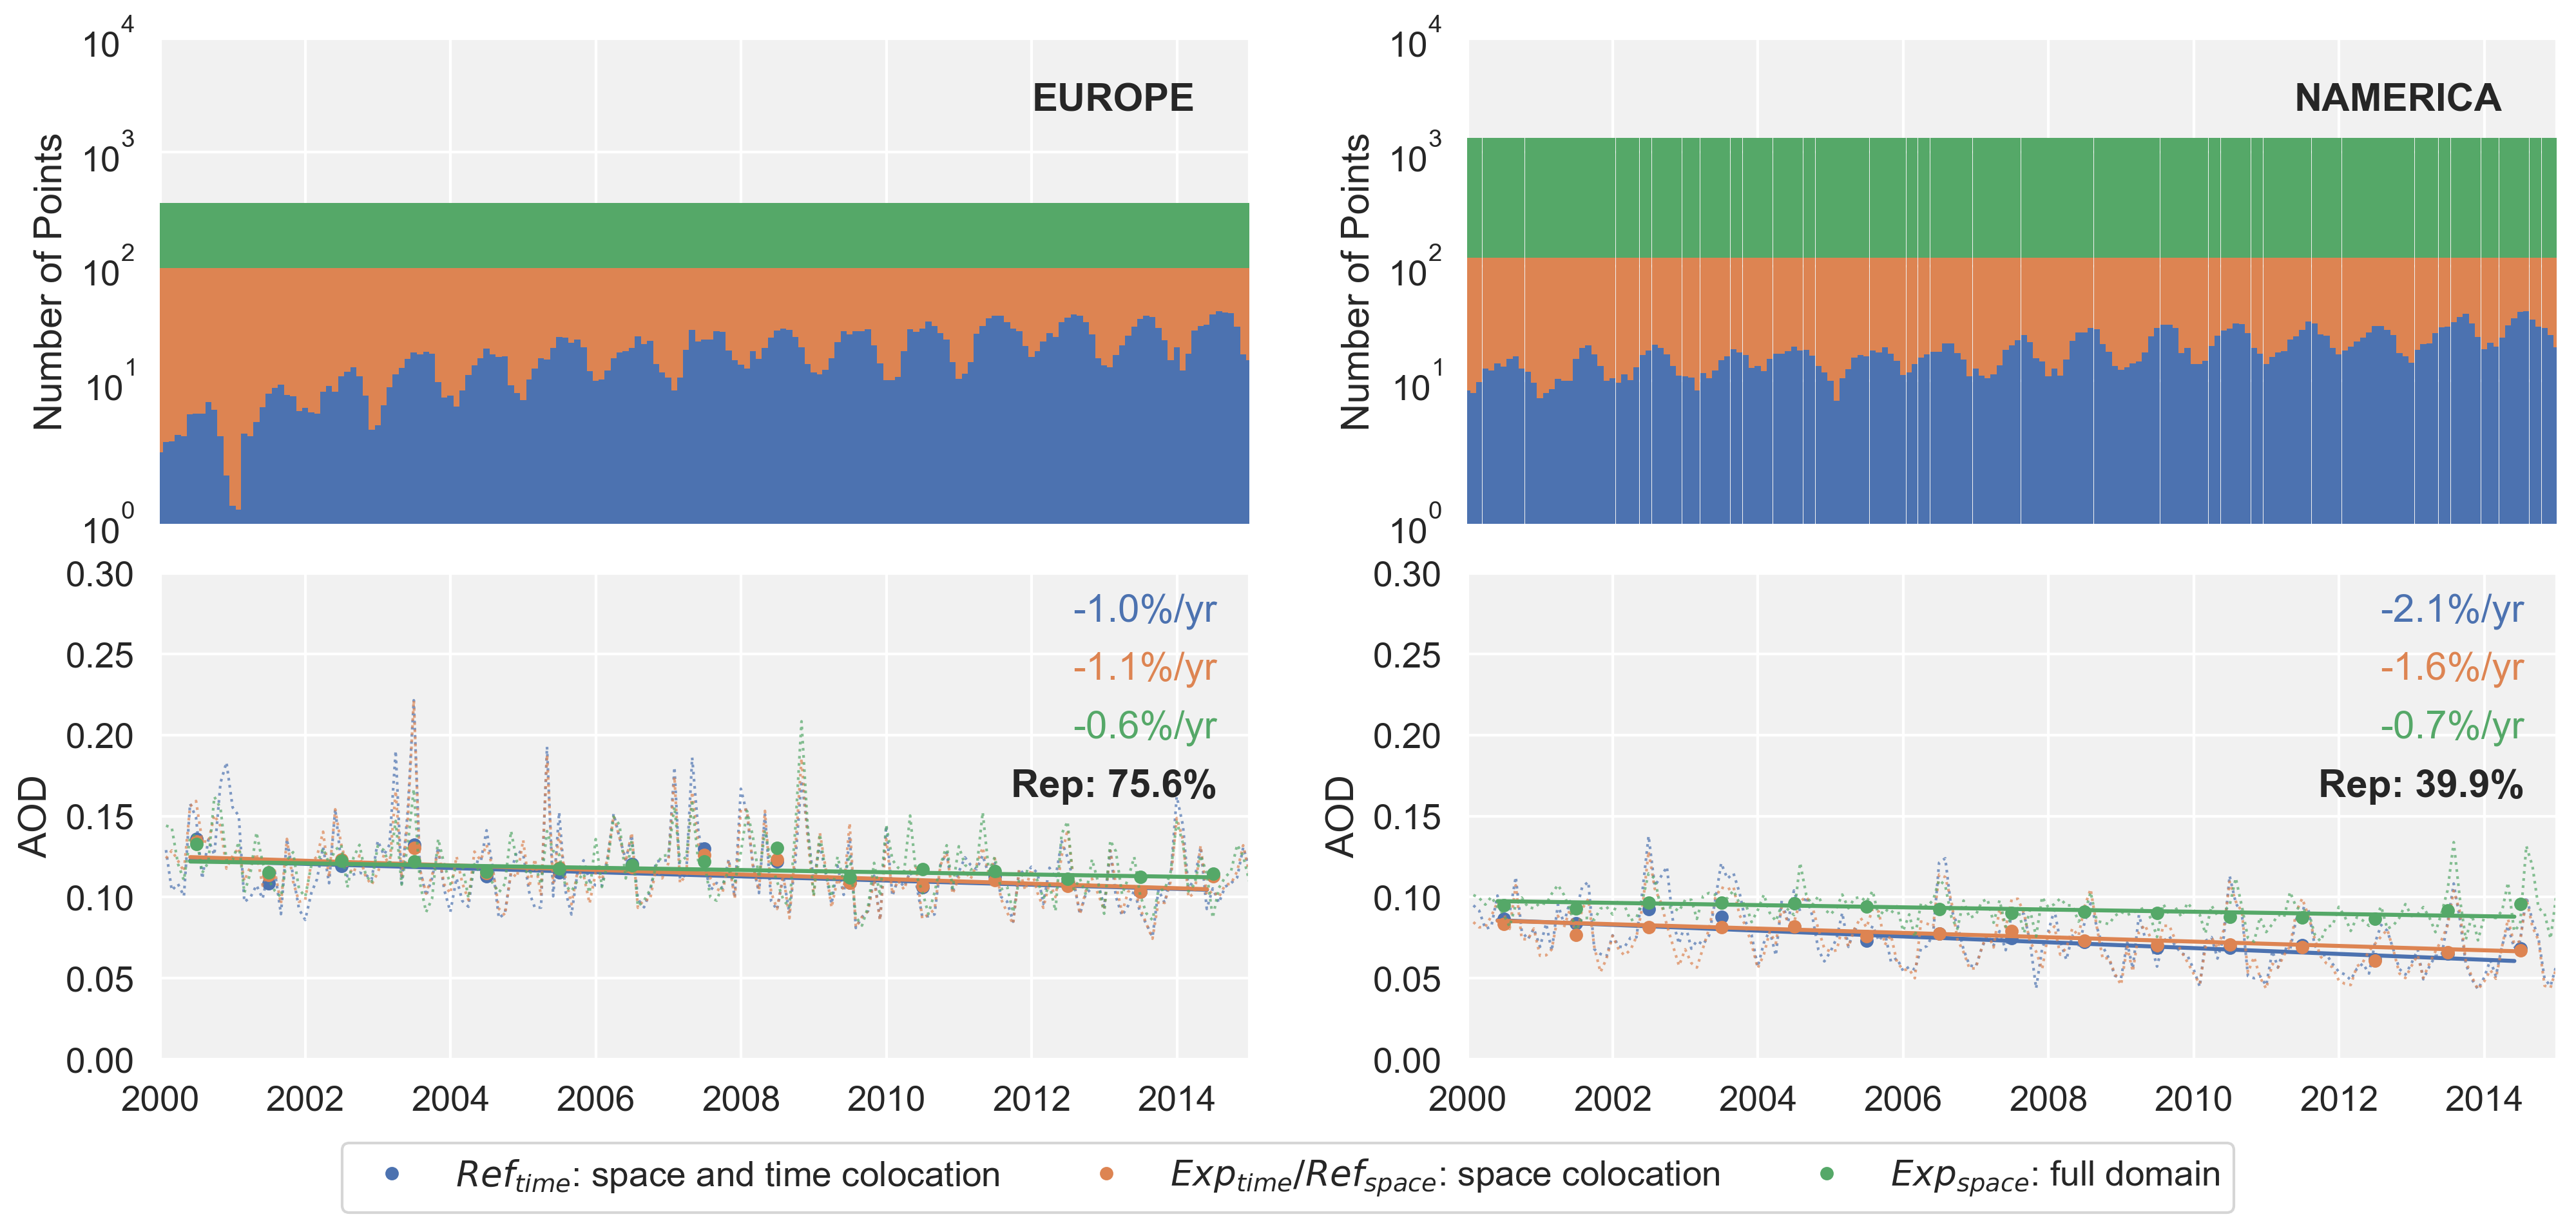 10^4
EUROPE
10^3
10^2
10^1
10^0
Number of Points
10^4
NAMERICA
10^3
10^2
10^1
10^0
Number of Points
0.30
0.25
0.20
0.15
0.10
0.05
0.00
AOD
-1.0%/yr
-1.1%/yr
-0.6%/yr
Rep: 75.6%
2000 2002 2004 2006 2008 2010 2012 2014
0.30
0.25
0.20
0.15
0.10
0.05
0.00
AOD
-2.1%/yr
-1.6%/yr
-0.7%/yr
Rep: 39.9%
2000 2002 2004 2006 2008 2010 2012 2014
Ref_time: space and time colocation Exp_time/Ref_space: space colocation Exp_space: full domain